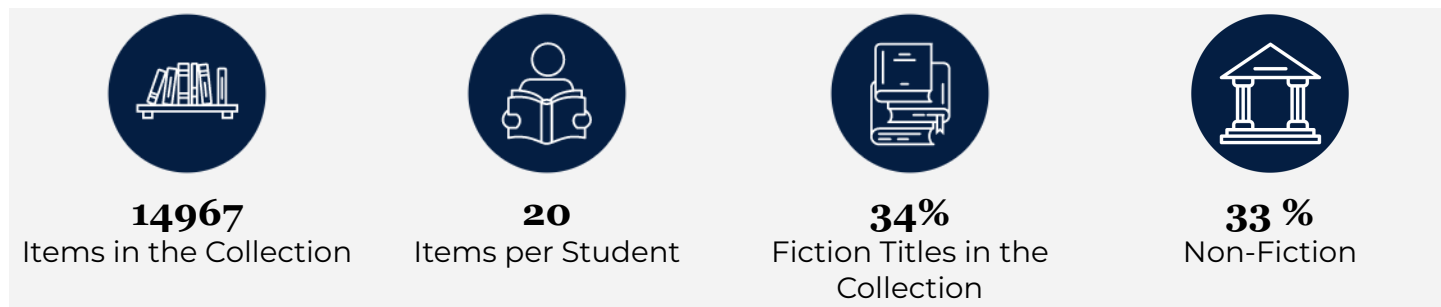 14967
Items in the Collection
20
Items per Student
34%
Fiction Titles in the
Collection
33 %
Non-Fiction